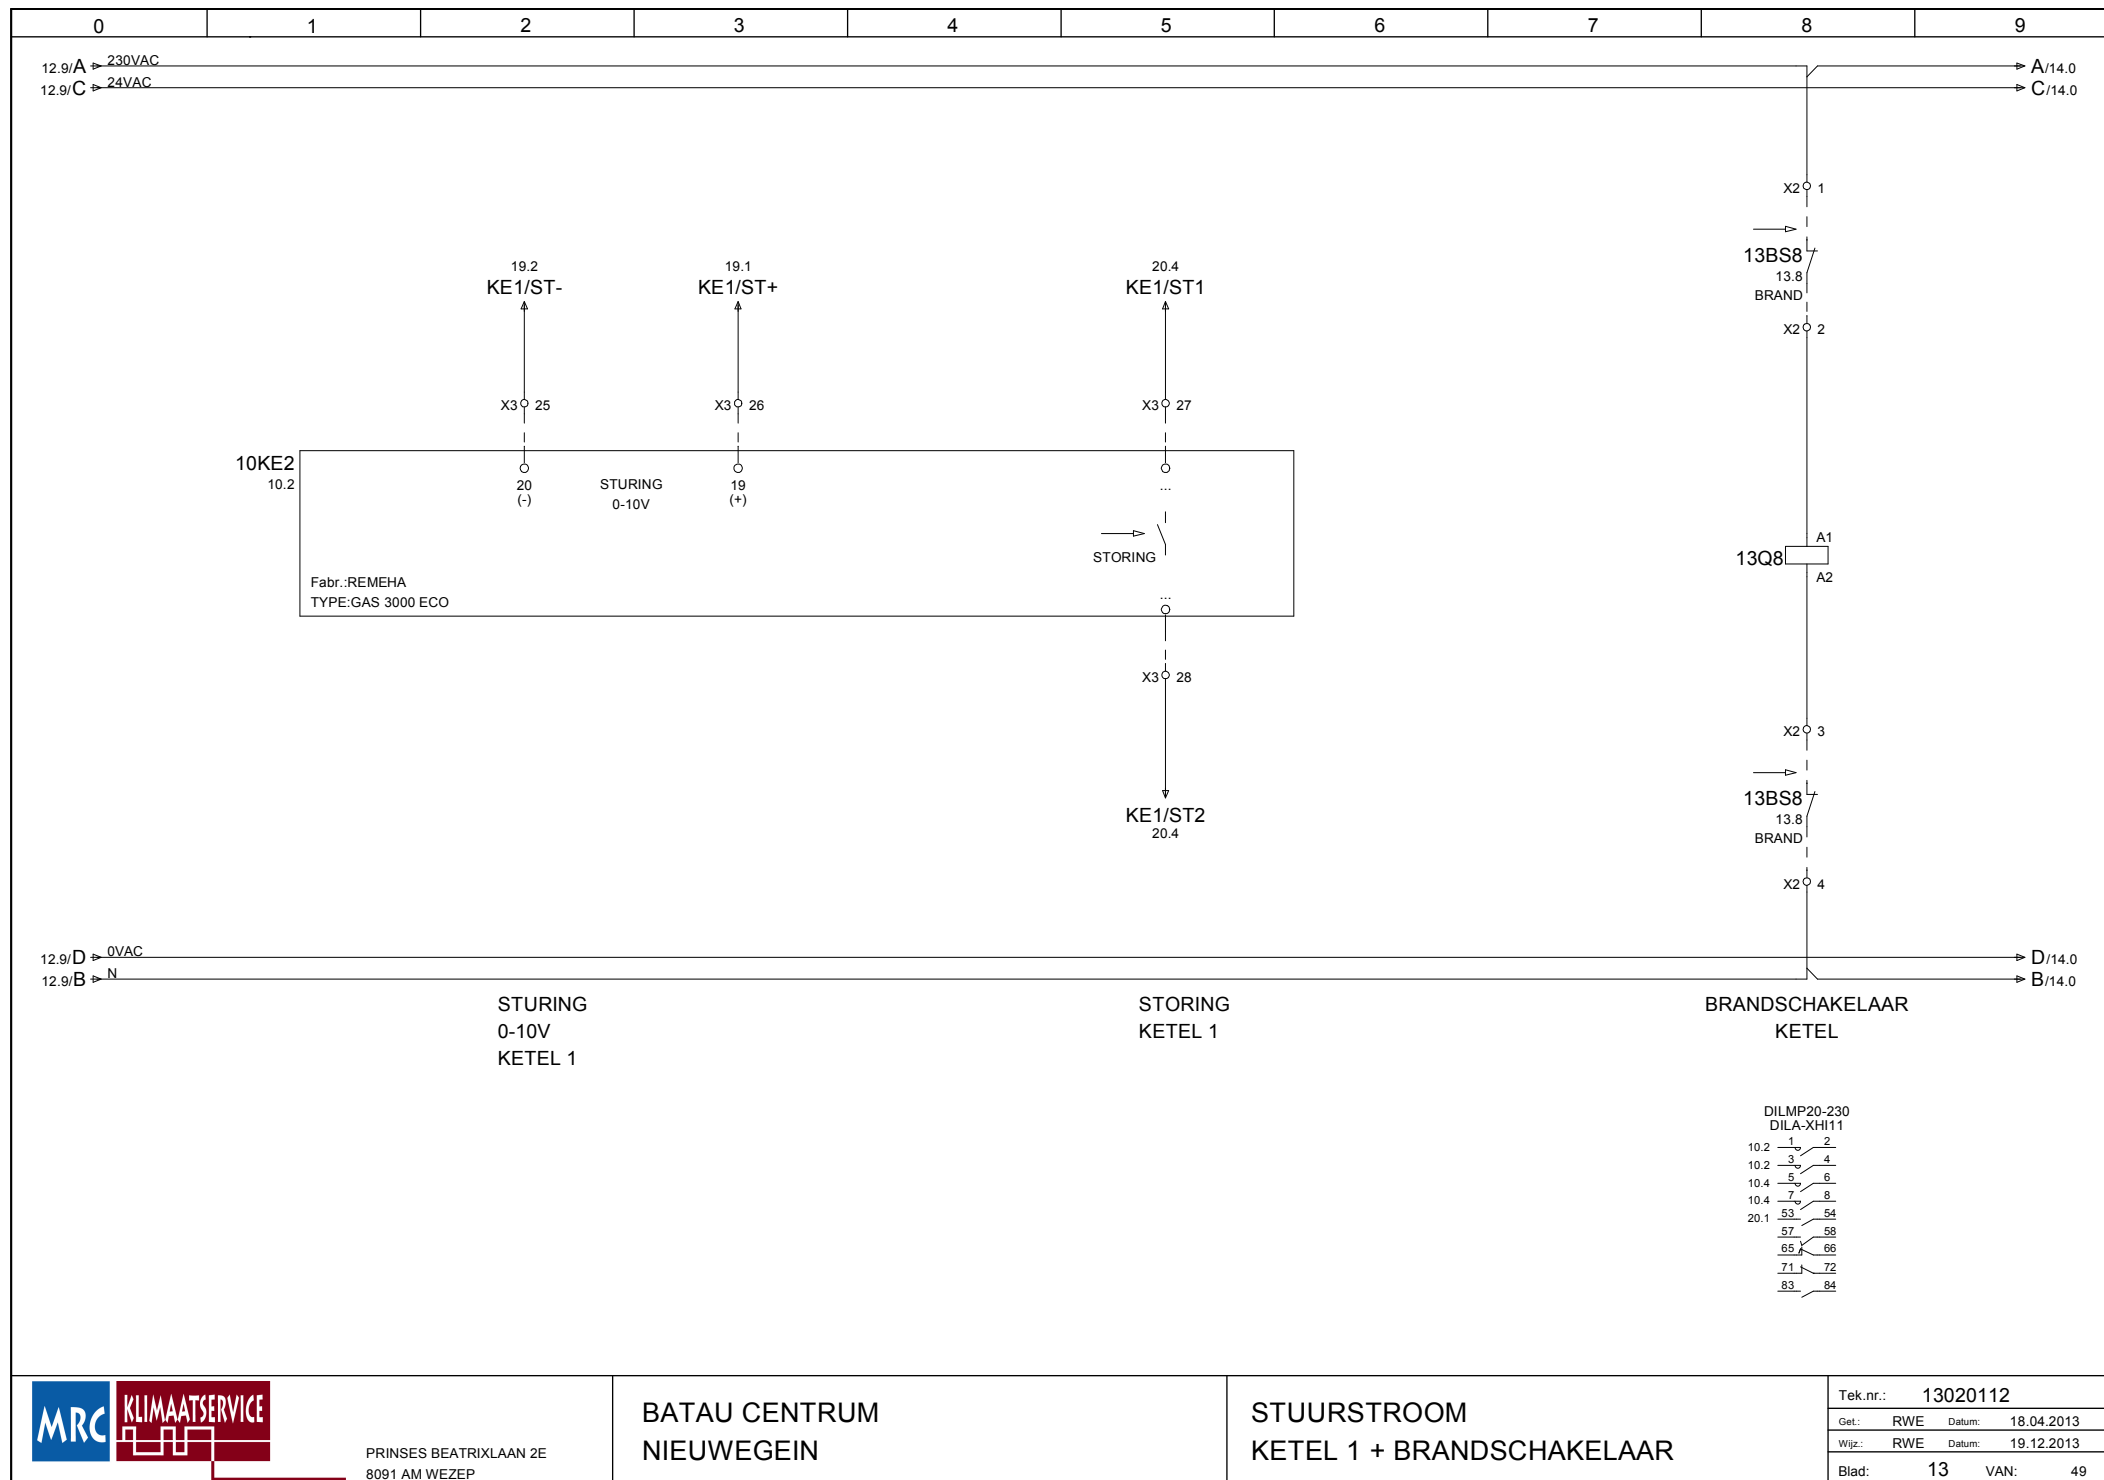 0 1 2 3 4 5 6 7 8 9
12.9/A 230VAC A/14.0
12.9/C 24VAC C/14.0
X2 1
13BS8
13.8
BRAND
X2 2
19.2 19.1 20.4
KE1/ST- KE1/ST+ KE1/ST1
X3 25 X3 26 X3 27
10KE2
10.2
20 STURING 19 ...
(-) 0-10V (+)
STORING
Fabr.:REMEHA
TYPE:GAS 3000 ECO
...
A1
13Q8
A2
X3 28
X2 3
13BS8
13.8
BRAND
KE1/ST2
20.4
X2 4
12.9/D 0VAC D/14.0
12.9/B N B/14.0
STURING
0-10V
KETEL 1
STORING
KETEL 1
BRANDSCHAKELAAR
KETEL
DILMP20-230
DILA-XHI11
10.2 1 2
10.2 3 4
10.4 5 6
10.4 7 8
20.1 53 54
57 58
65 66
71 72
83 84
MRC KLIMAATSERVICE
PRINSES BEATRIXLAAN 2E
8091 AM WEZEP
BATAU CENTRUM
NIEUWEGEIN
STUURSTROOM
KETEL 1 + BRANDSCHAKELAAR
Tek.nr.: 13020112
Get.: RWE Datum: 18.04.2013
Wijz.: RWE Datum: 19.12.2013
Blad: 13 VAN: 49